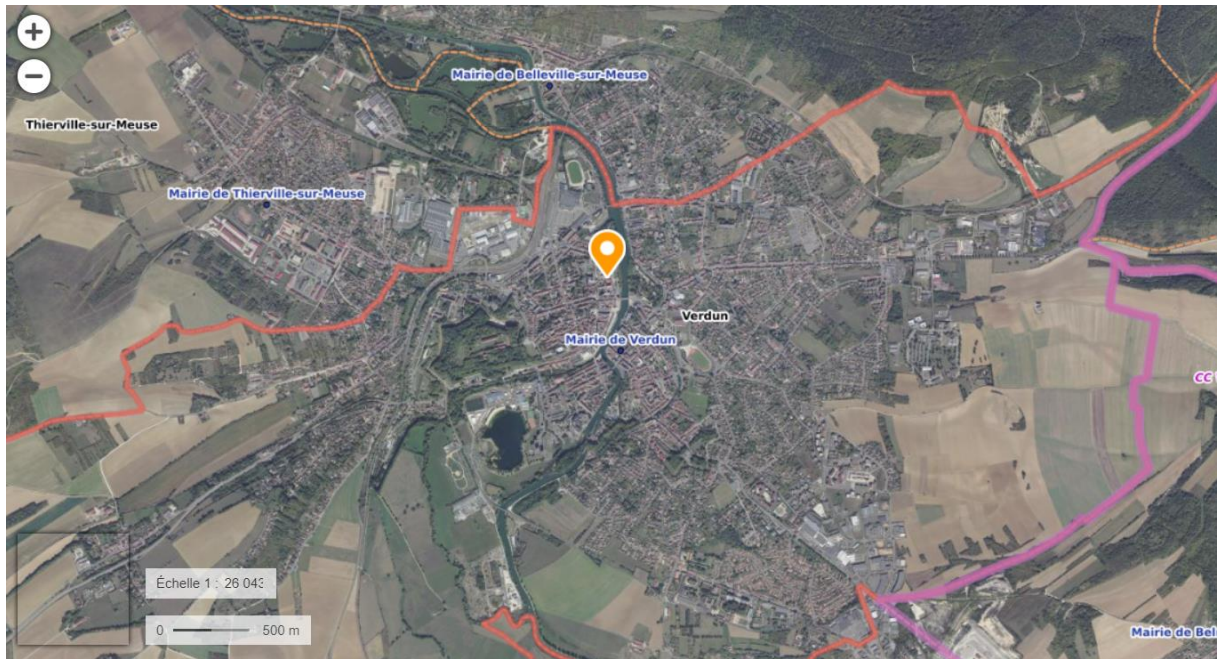 +
Mairie de Belleville-sur-Meuse
−
Thierville-sur-Meuse
Mairie de Thierville-sur-Meuse
Verdun
Mairie de Verdun
CC
Échelle 1 : 26 043
0 500 m
Mairie de Bel